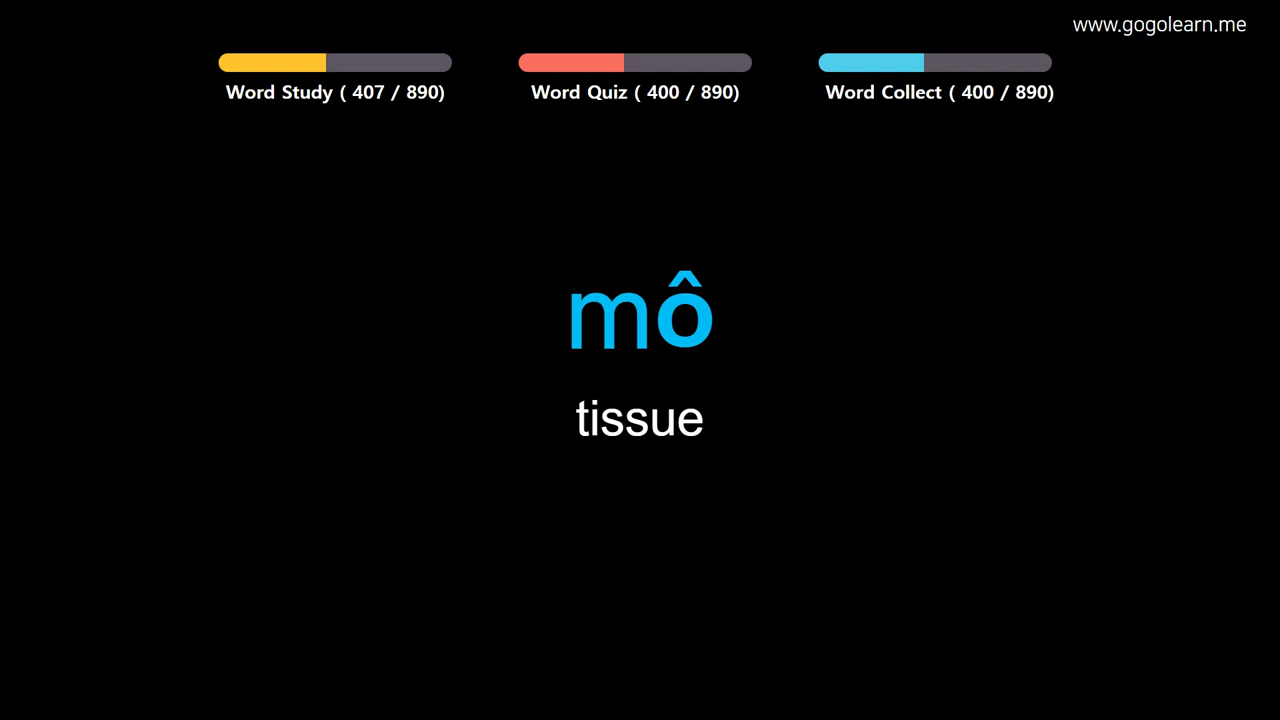 www.gogolearn.me
Word Study ( 407 / 890)
Word Quiz ( 400 / 890)
Word Collect ( 400 / 890)
mô
tissue